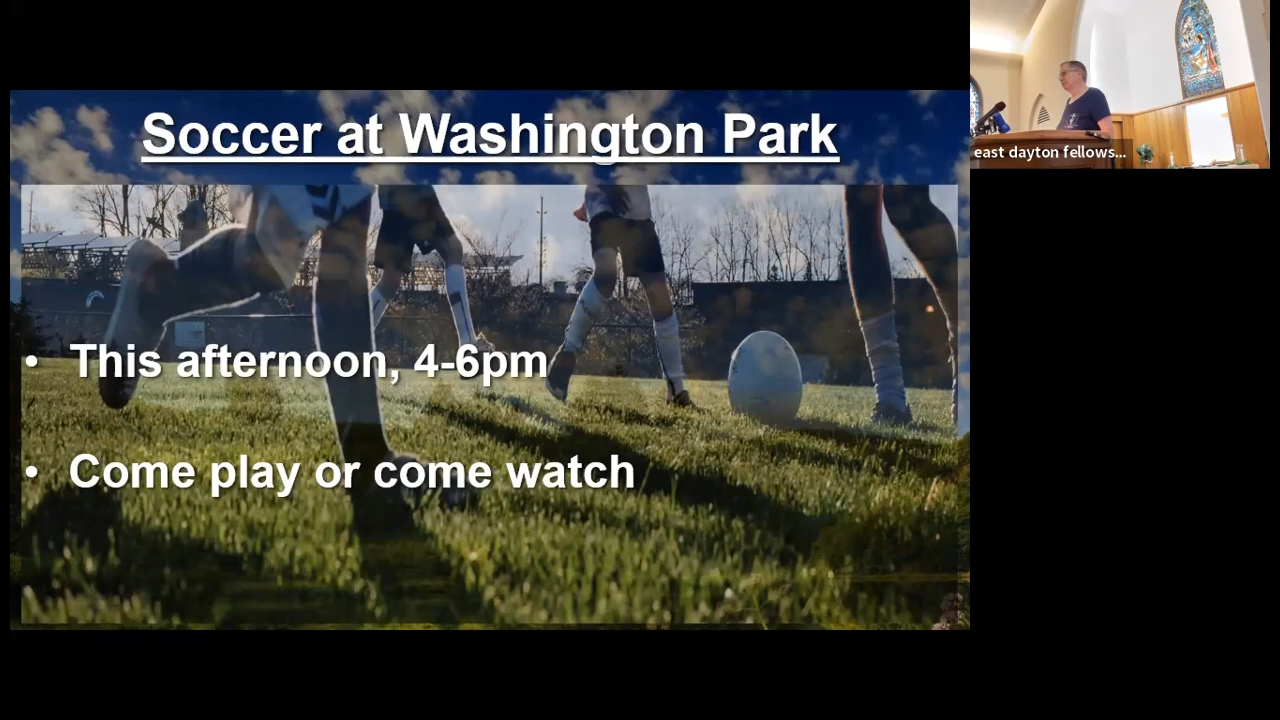 Soccer at Washington Park
east dayton fellows...
• This afternoon, 4-6pm
• Come play or come watch